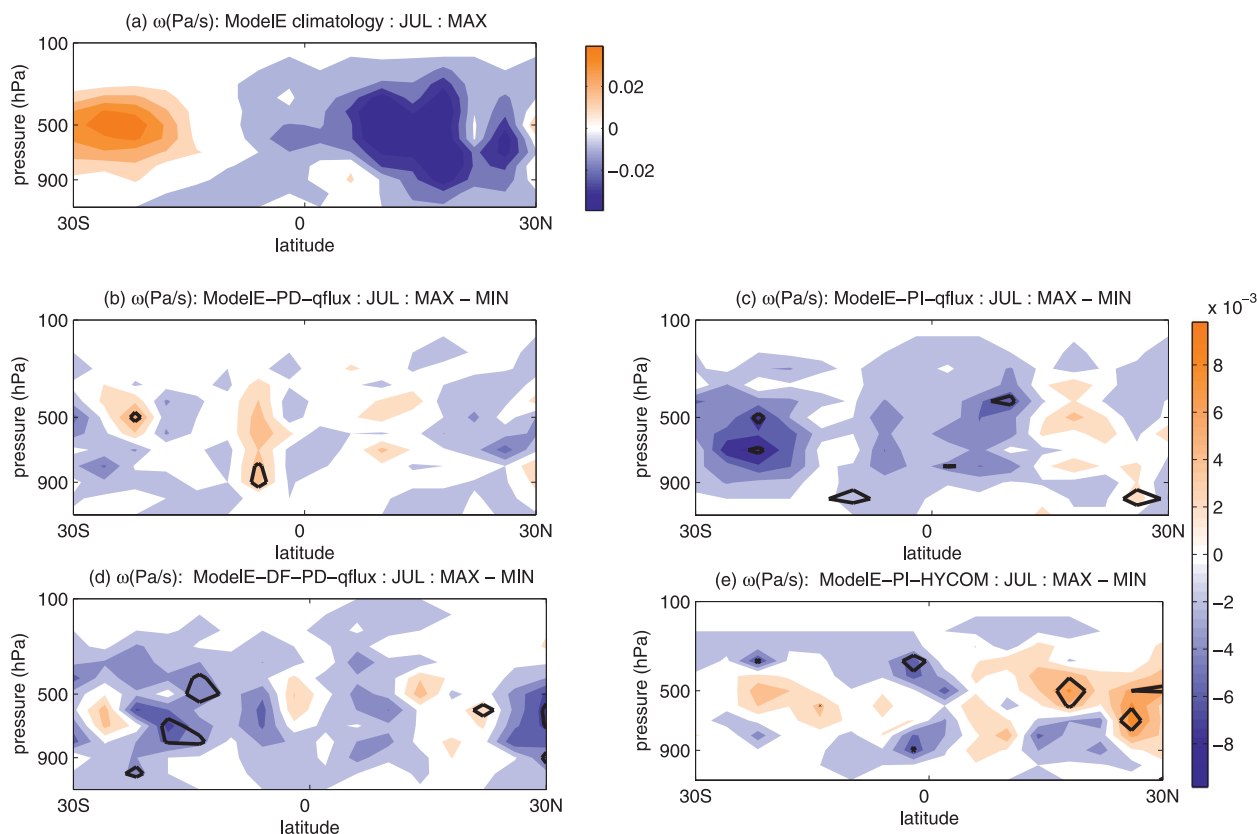 (a) ω(Pa/s): ModelE climatology : JUL : MAX
100
500
900
pressure (hPa)
30S 0 30N
latitude
0.02
0
−0.02
(b) ω(Pa/s): ModelE−PD−qflux : JUL : MAX − MIN
100
500
900
pressure (hPa)
30S 0 30N
latitude
(c) ω(Pa/s): ModelE−PI−qflux : JUL : MAX − MIN
100
500
900
pressure (hPa)
30S 0 30N
latitude
x 10⁻³
8
6
4
2
0
−2
−4
−6
−8
(d) ω(Pa/s): ModelE−DF−PD−qflux : JUL : MAX − MIN
100
500
900
pressure (hPa)
30S 0 30N
latitude
(e) ω(Pa/s): ModelE−PI−HYCOM : JUL : MAX − MIN
100
500
900
pressure (hPa)
30S 0 30N
latitude